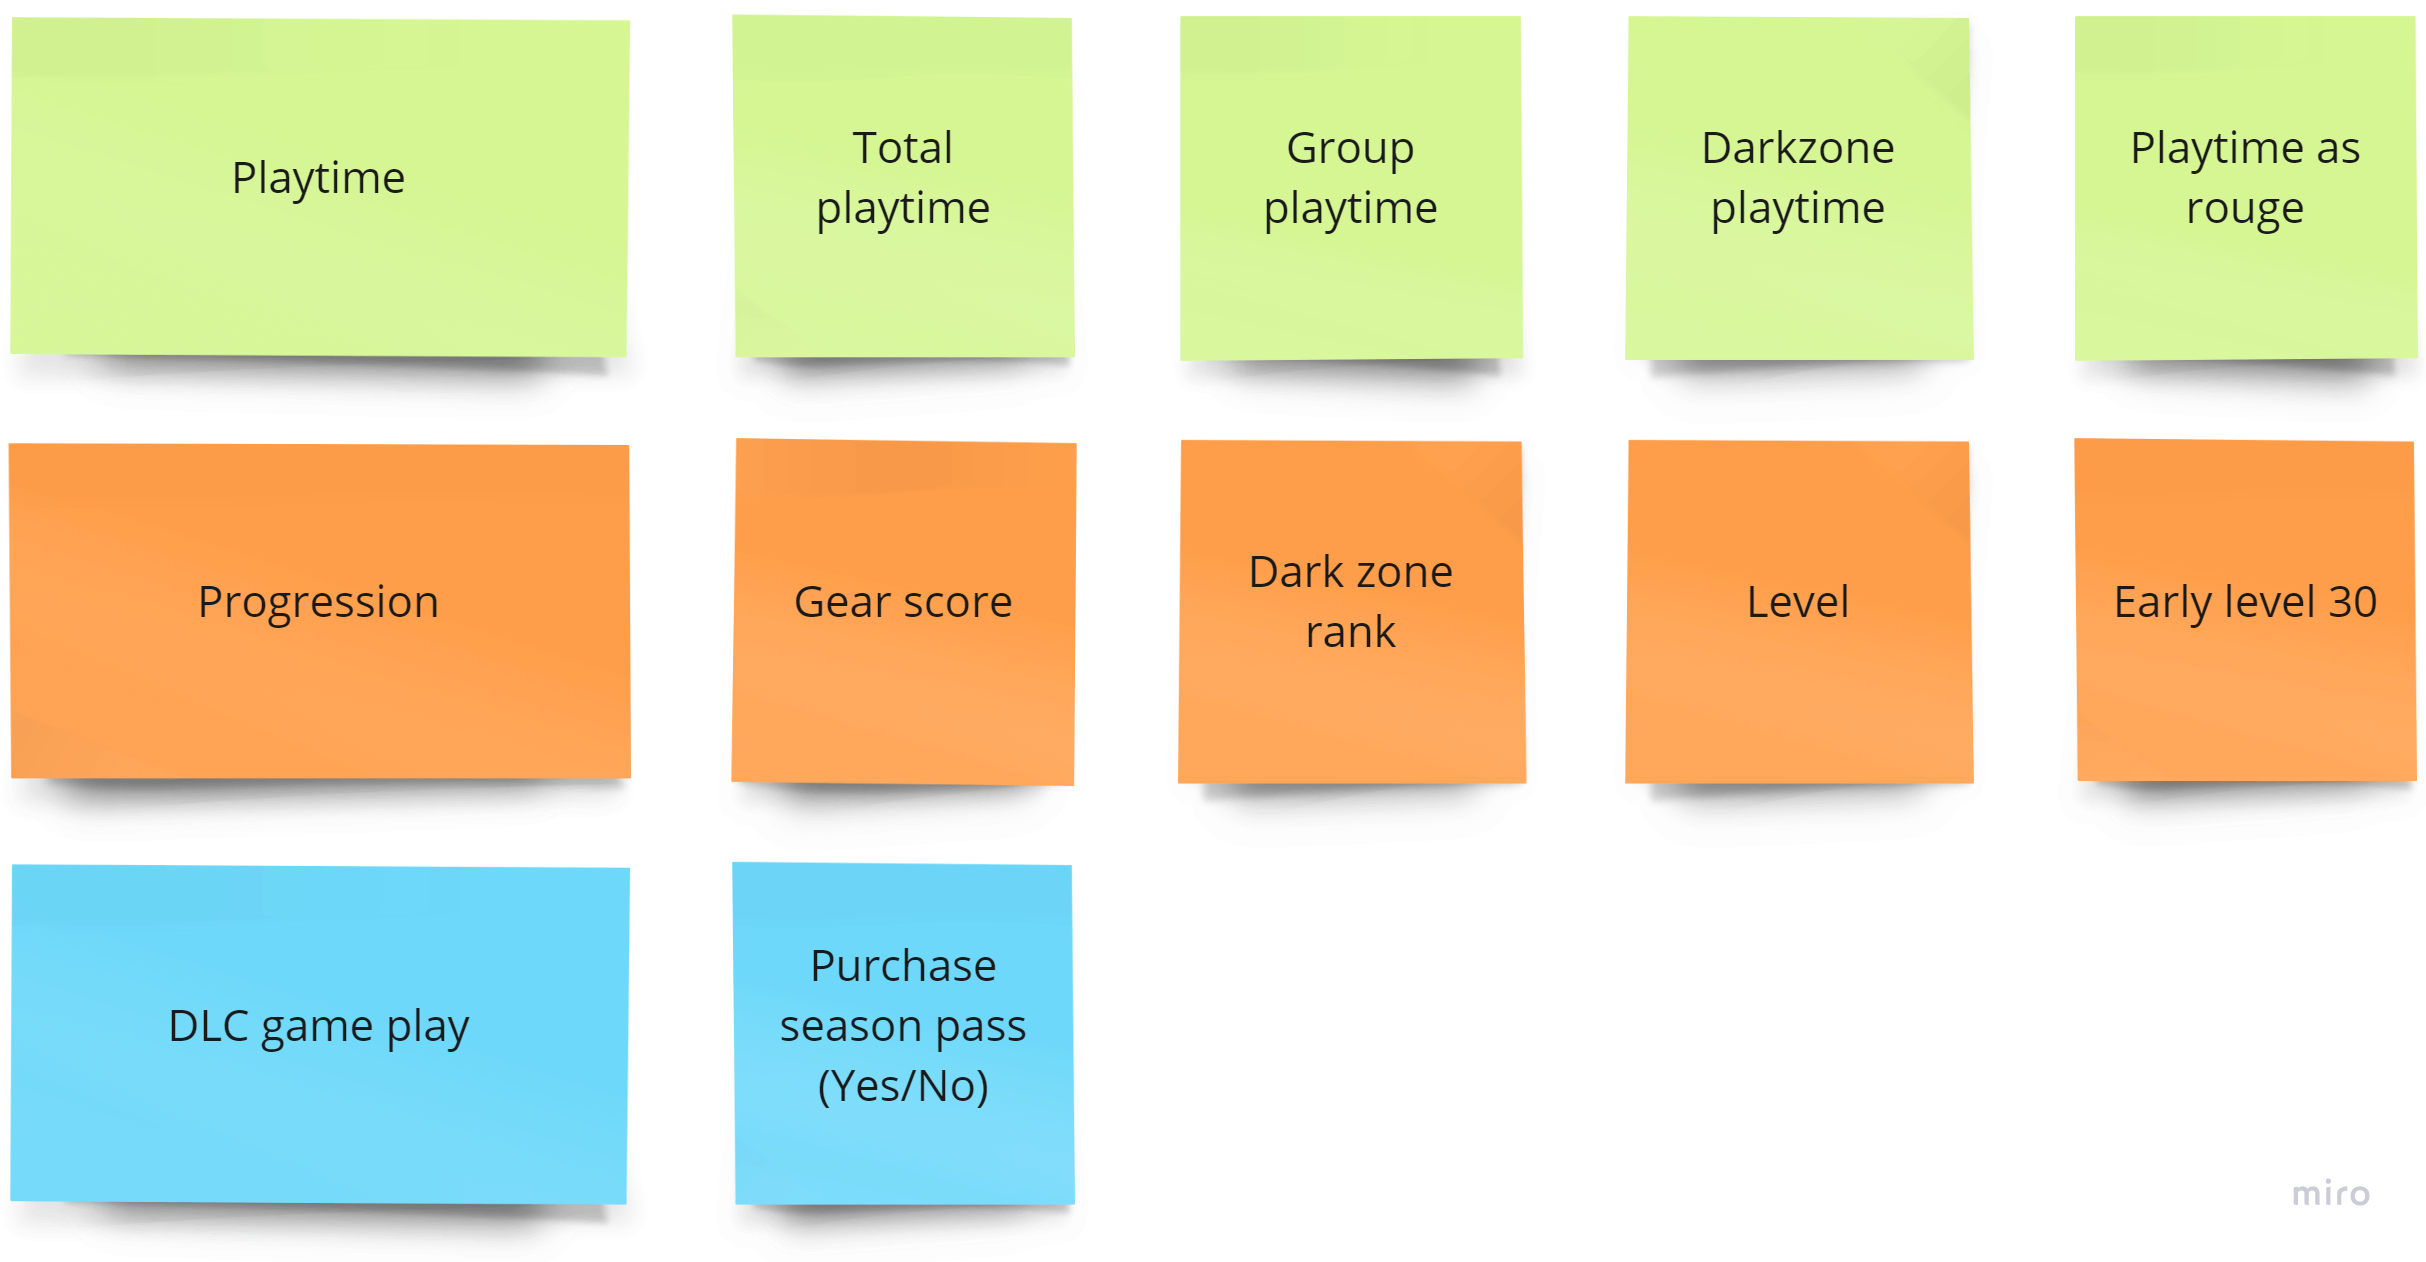 Playtime
Total
playtime
Group
playtime
Darkzone
playtime
Playtime as
rouge
Progression
Gear score
Dark zone
rank
Level
Early level 30
DLC game play
Purchase
season pass
(Yes/No)
miro